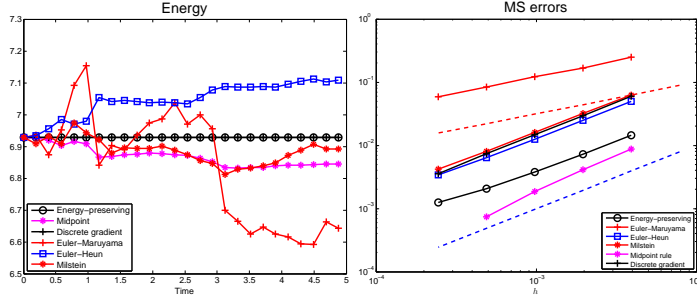 Energy
7.3
7.2
7.1
7
6.9
6.8
6.7
6.6
6.5
0 0.5 1 1.5 2 2.5 3 3.5 4 4.5 5
Time
Energy-preserving
Midpoint
Discrete gradient
Euler-Maruyama
Euler-Heun
Milstein
MS errors
10^0
10^-1
10^-2
10^-3
10^-4
10^-4 10^-3 10^-2
h
Energy-preserving
Euler-Maruyama
Euler-Heun
Milstein
Midpoint rule
Discrete gradient